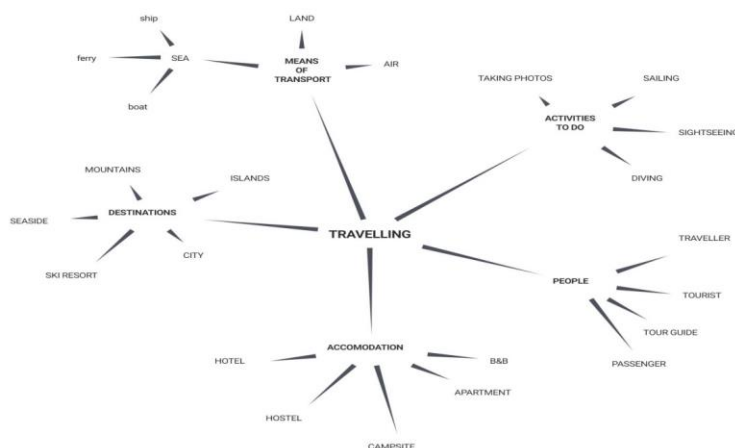 ship
LAND
ferry
SEA
MEANS
OF
TRANSPORT
AIR
boat
TAKING PHOTOS
SAILING
ACTIVITIES
TO DO
SIGHTSEEING
DIVING
MOUNTAINS
ISLANDS
SEASIDE
DESTINATIONS
CITY
SKI RESORT
TRAVELLING
TRAVELLER
PEOPLE
TOURIST
TOUR GUIDE
PASSENGER
ACCOMODATION
HOTEL
B&B
APARTMENT
HOSTEL
CAMPSITE